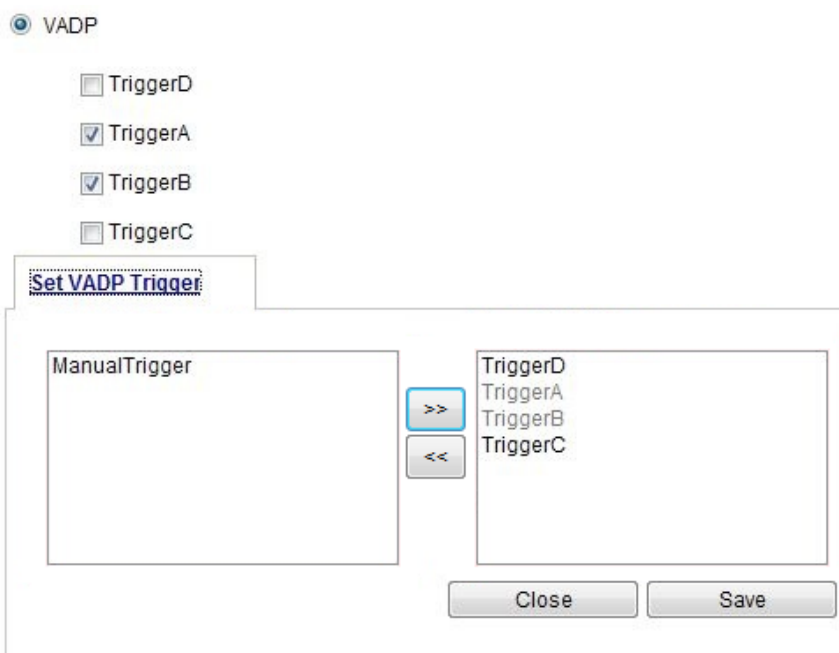 VADP
TriggerD
TriggerA
TriggerB
TriggerC
Set VADP Trigger
ManualTrigger
>>
<<
TriggerD
TriggerA
TriggerB
TriggerC
Close
Save